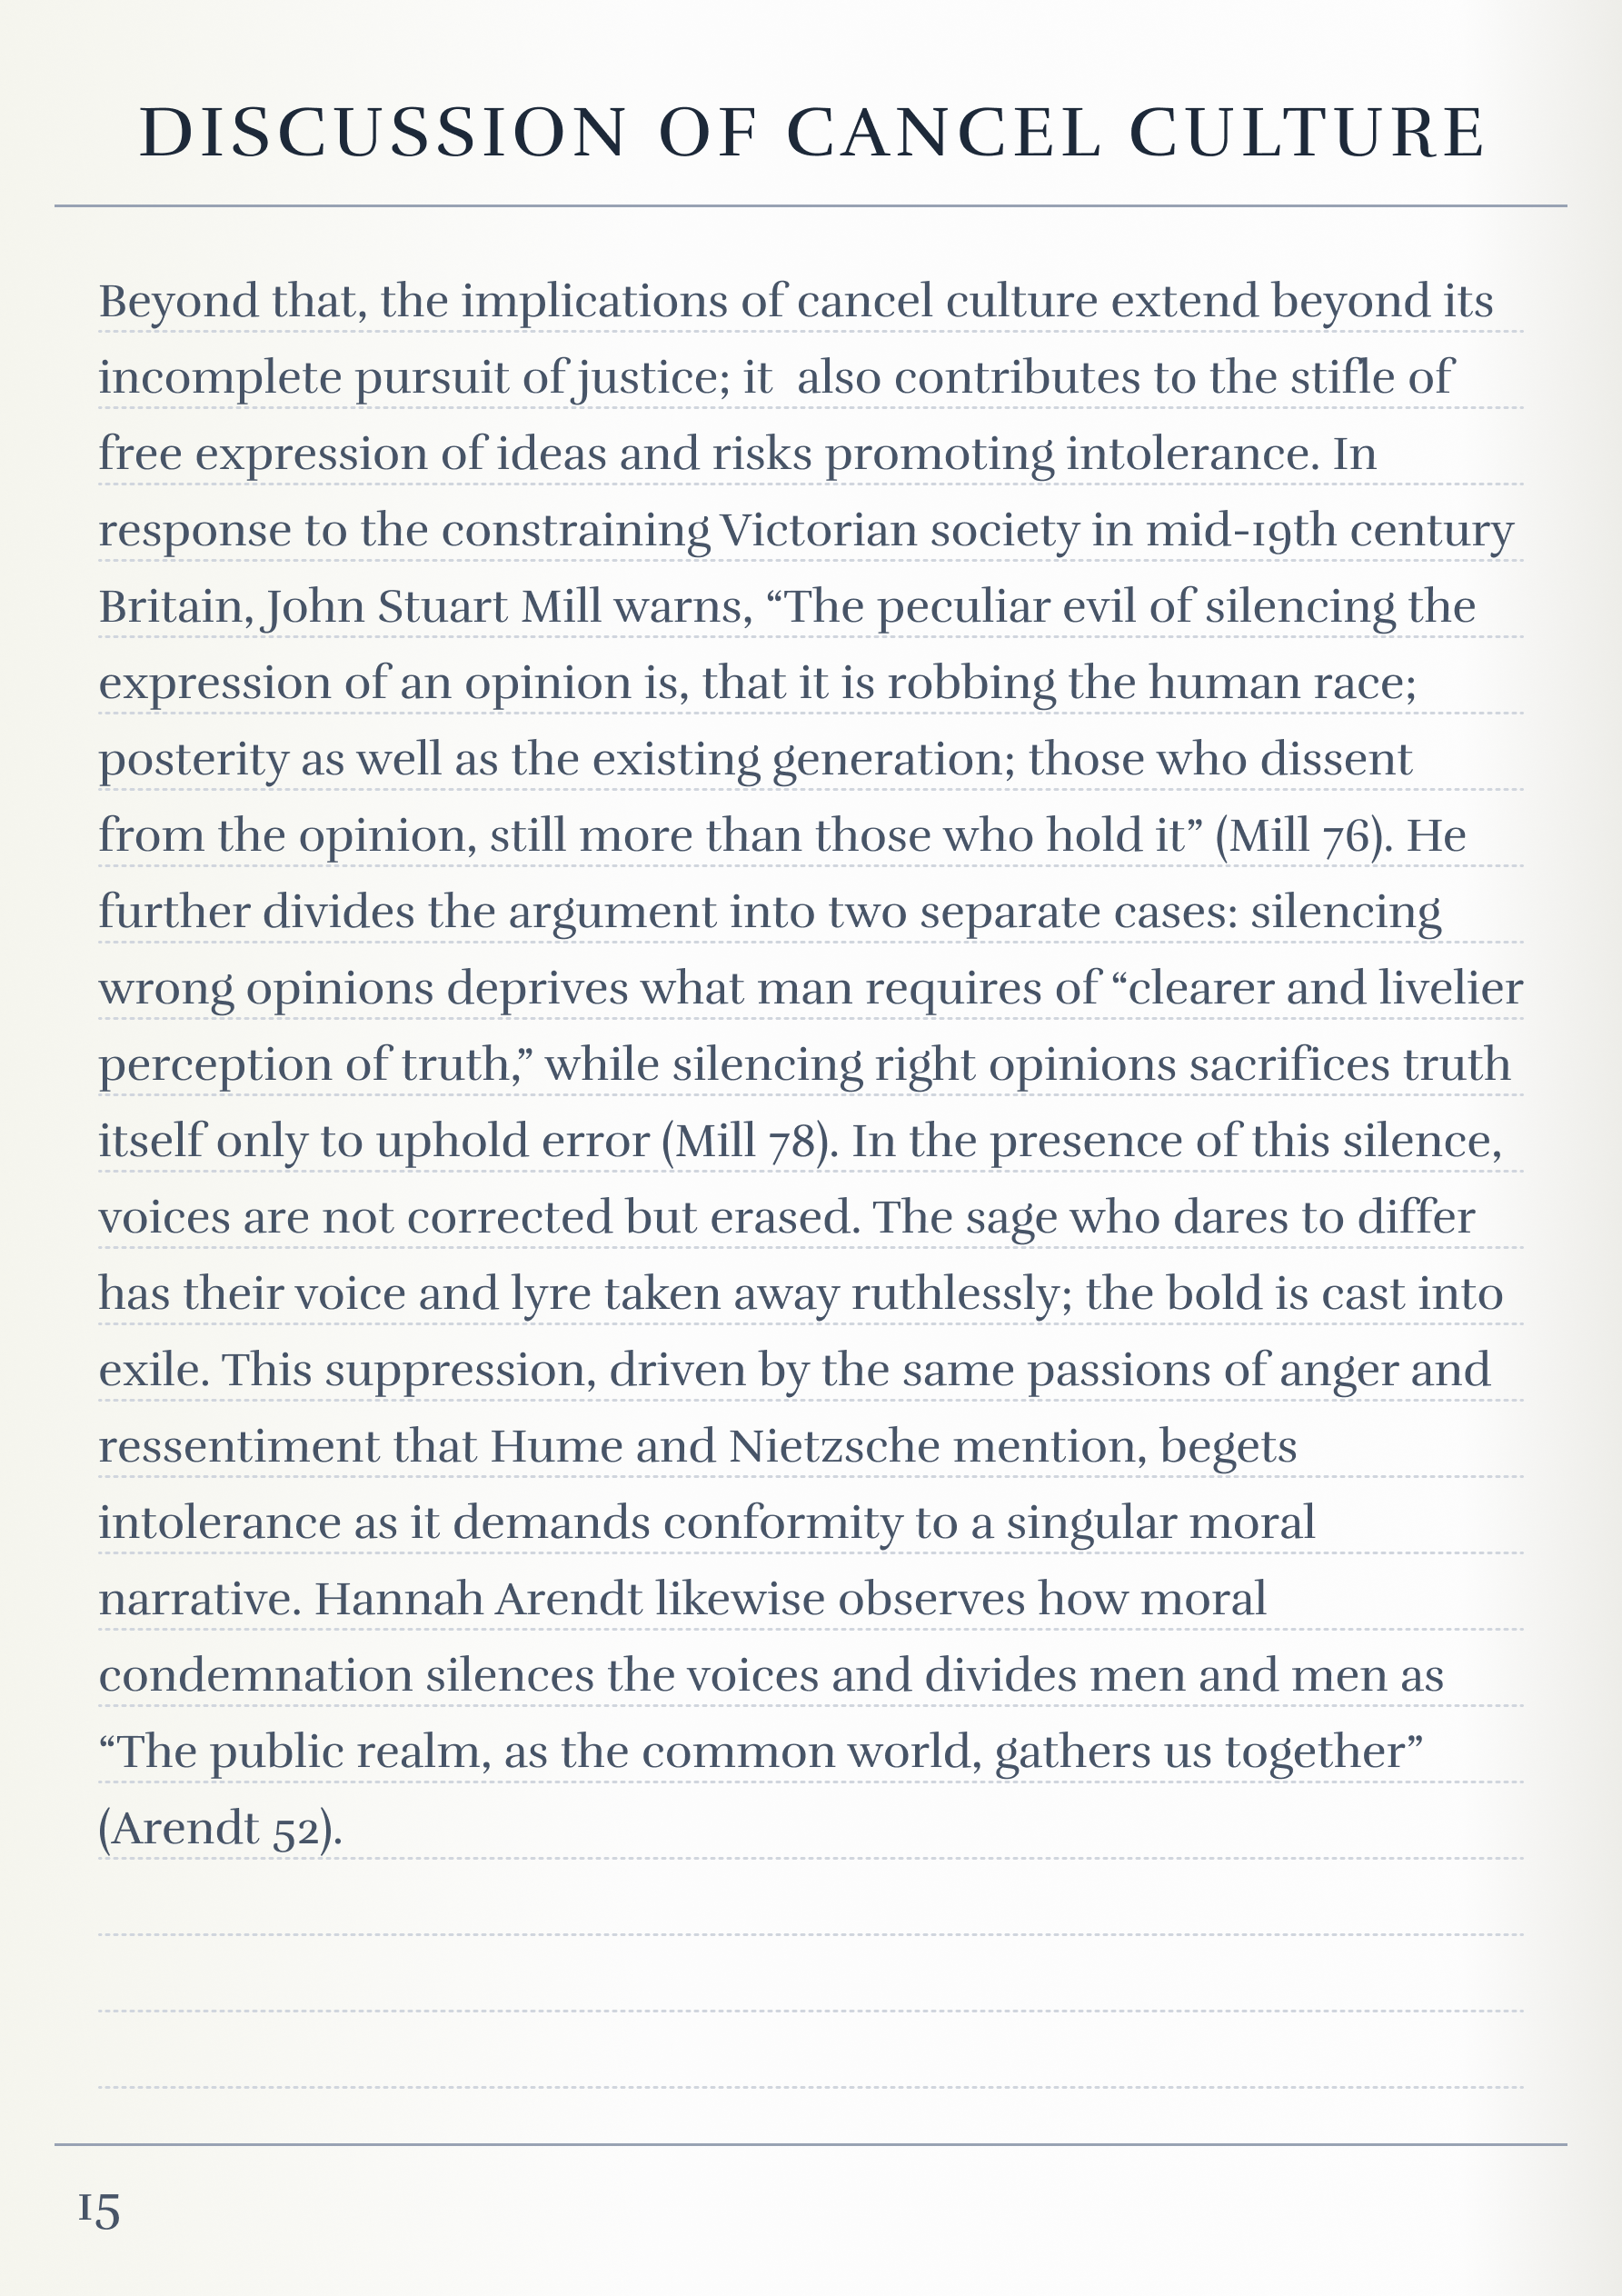 DISCUSSION OF CANCEL CULTURE
Beyond that, the implications of cancel culture extend beyond its
incomplete pursuit of justice; it  also contributes to the stifle of
free expression of ideas and risks promoting intolerance. In
response to the constraining Victorian society in mid-19th century
Britain, John Stuart Mill warns, “The peculiar evil of silencing the
expression of an opinion is, that it is robbing the human race;
posterity as well as the existing generation; those who dissent
from the opinion, still more than those who hold it” (Mill 76). He
further divides the argument into two separate cases: silencing
wrong opinions deprives what man requires of “clearer and livelier
perception of truth,” while silencing right opinions sacrifices truth
itself only to uphold error (Mill 78). In the presence of this silence,
voices are not corrected but erased. The sage who dares to differ
has their voice and lyre taken away ruthlessly; the bold is cast into
exile. This suppression, driven by the same passions of anger and
ressentiment that Hume and Nietzsche mention, begets
intolerance as it demands conformity to a singular moral
narrative. Hannah Arendt likewise observes how moral
condemnation silences the voices and divides men and men as
“The public realm, as the common world, gathers us together”
(Arendt 52).
15